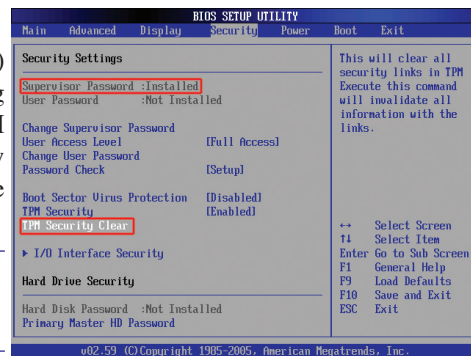 BIOS SETUP UTILITY
Main Advanced Display Security Power Boot Exit
Security Settings
Supervisor Password :Installed
User Password :Not Installed
Change Supervisor Password
User Access Level [Full Access]
Change User Password
Password Check [Setup]
Boot Sector Virus Protection [Disabled]
TPM Security [Enabled]
TPM Security Clear
▶ I/O Interface Security
Hard Drive Security
Hard Disk Password :Not Installed
Primary Master HD Password
This will clear all
security links in TPM
Execute this command
will invalidate all
information with the
links.
↔ Select Screen
↑↓ Select Item
Enter Go to Sub Screen
F1 General Help
F9 Load Defaults
F10 Save and Exit
ESC Exit
v02.59 (C)Copyright 1985-2005, American Megatrends, Inc.